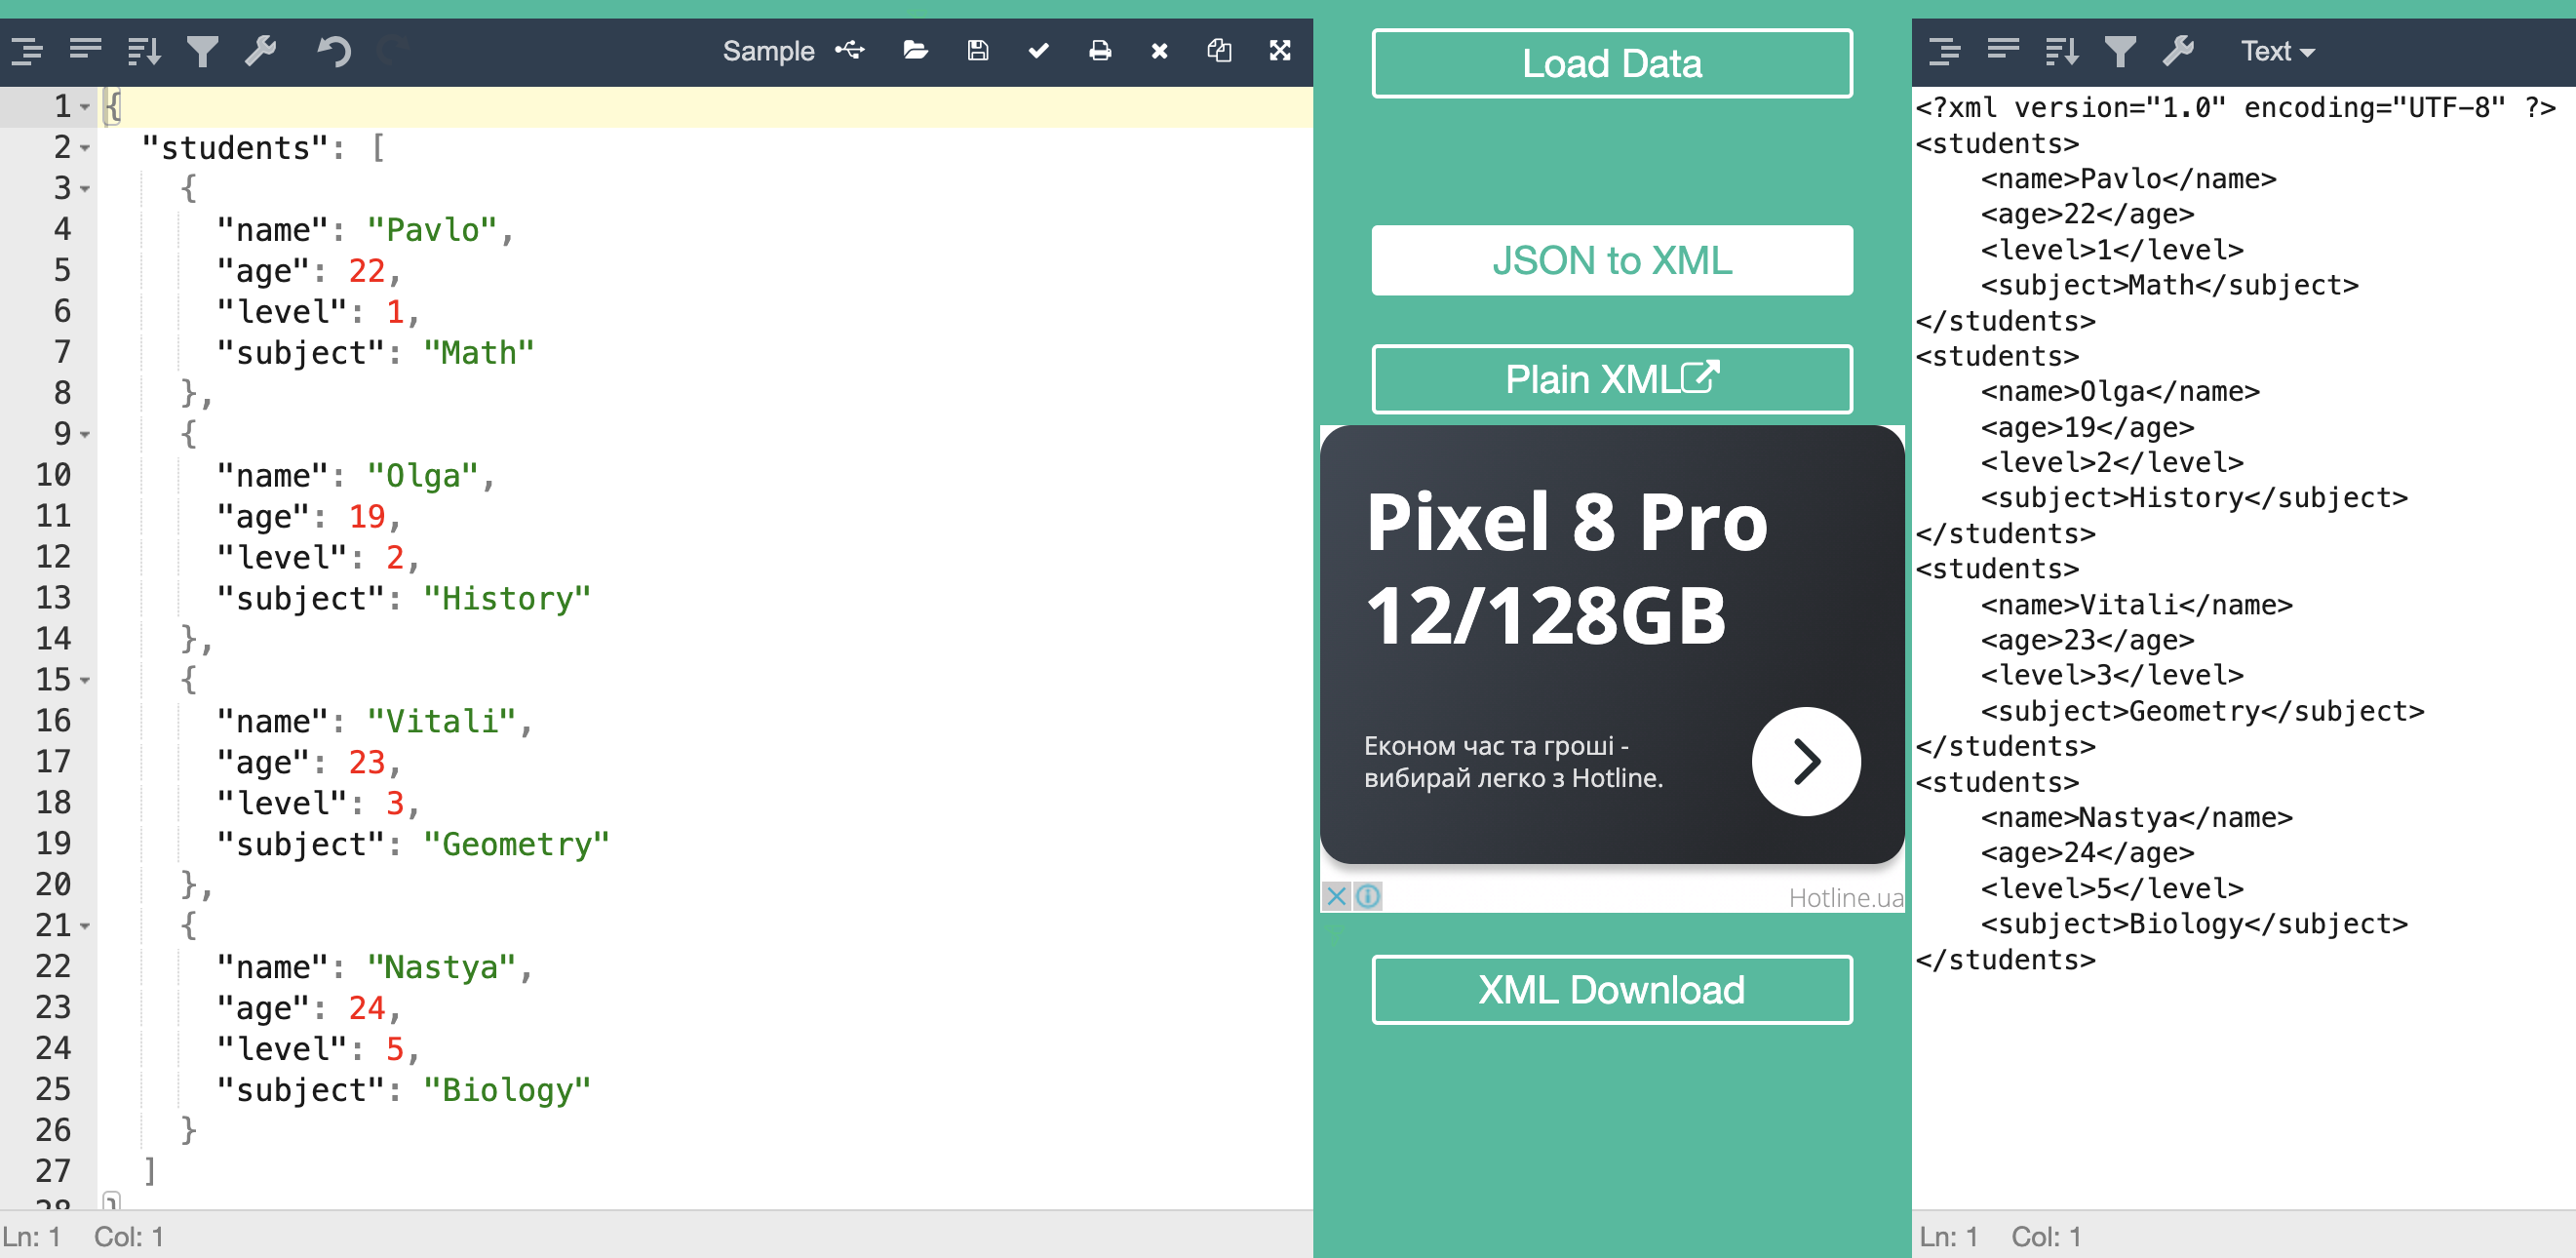 Sample
1 {
2 "students": [
3 {
4 "name": "Pavlo",
5 "age": 22,
6 "level": 1,
7 "subject": "Math"
8 },
9 {
10 "name": "Olga",
11 "age": 19,
12 "level": 2,
13 "subject": "History"
14 },
15 {
16 "name": "Vitali",
17 "age": 23,
18 "level": 3,
19 "subject": "Geometry"
20 },
21 {
22 "name": "Nastya",
23 "age": 24,
24 "level": 5,
25 "subject": "Biology"
26 }
27 ]
28 }
Ln: 1 Col: 1
Load Data
JSON to XML
Plain XML
Pixel 8 Pro
12/128GB
Економ час та гроші -
вибирай легко з Hotline.
Hotline.ua
XML Download
Text
<?xml version="1.0" encoding="UTF-8" ?>
<students>
<name>Pavlo</name>
<age>22</age>
<level>1</level>
<subject>Math</subject>
</students>
<students>
<name>Olga</name>
<age>19</age>
<level>2</level>
<subject>History</subject>
</students>
<students>
<name>Vitali</name>
<age>23</age>
<level>3</level>
<subject>Geometry</subject>
</students>
<students>
<name>Nastya</name>
<age>24</age>
<level>5</level>
<subject>Biology</subject>
</students>
Ln: 1 Col: 1